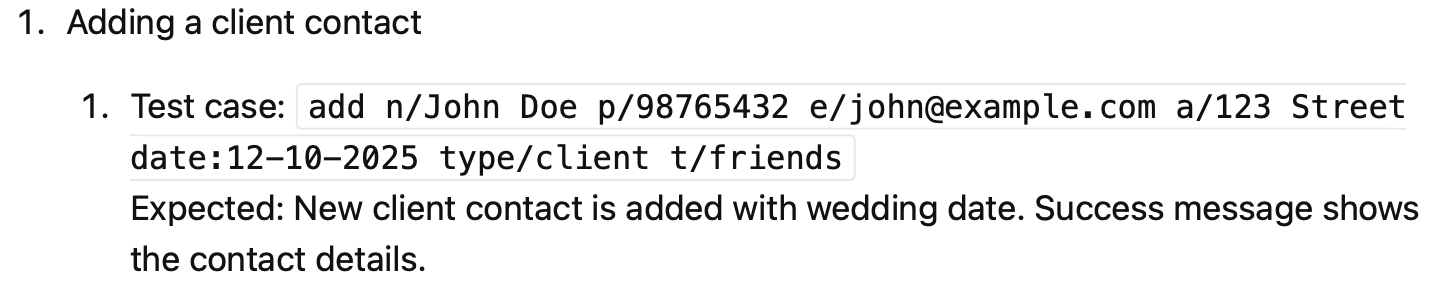 1. Adding a client contact
1. Test case: add n/John Doe p/98765432 e/john@example.com a/123 Street
date:12-10-2025 type/client t/friends
Expected: New client contact is added with wedding date. Success message shows
the contact details.